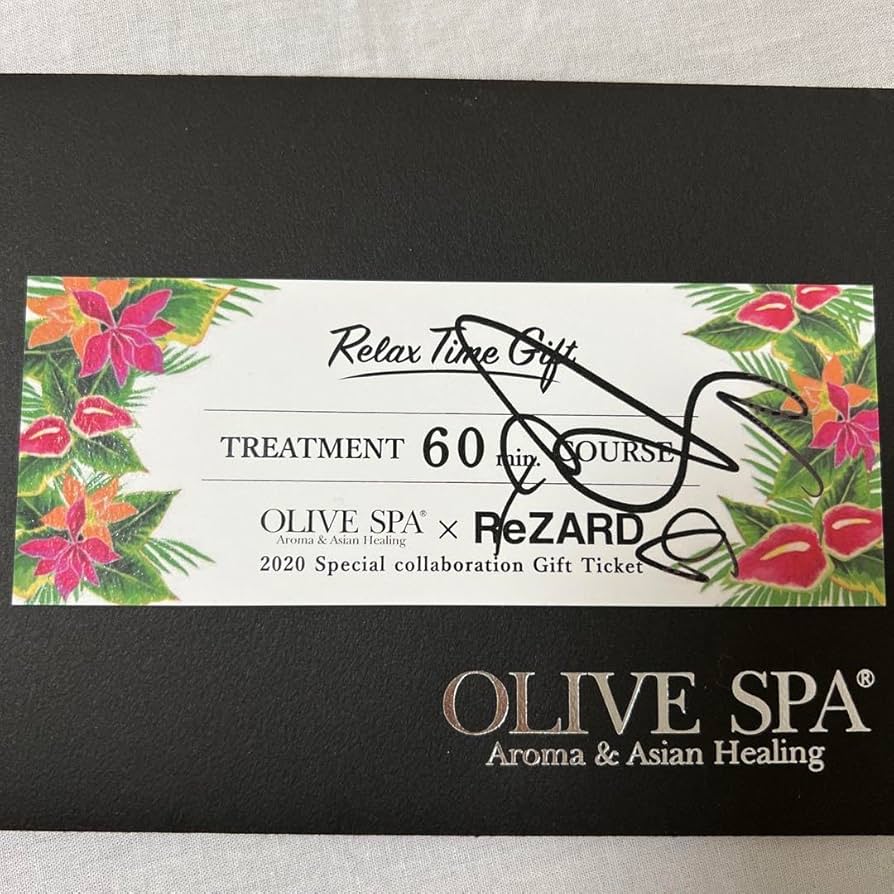 Relax Time Gift
TREATMENT 60 min. COURSE
OLIVE SPA® × ReZARD
Aroma & Asian Healing
2020 Special collaboration Gift Ticket
OLIVE SPA®
Aroma & Asian Healing